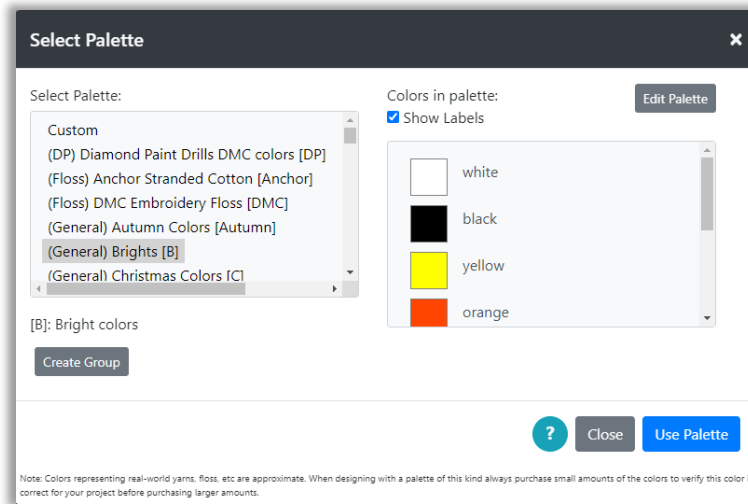 Select Palette
×
Select Palette:
Custom
(DP) Diamond Paint Drills DMC colors [DP]
(Floss) Anchor Stranded Cotton [Anchor]
(Floss) DMC Embroidery Floss [DMC]
(General) Autumn Colors [Autumn]
(General) Brights [B]
(General) Christmas Colors [C]
[B]: Bright colors
Create Group
Colors in palette:
Show Labels
Edit Palette
white
black
yellow
orange
?
Close
Use Palette
Note: Colors representing real-world yarns, floss, etc are approximate. When designing with a palette of this kind always purchase small amounts of the colors to verify this color
correct for your project before purchasing larger amounts.